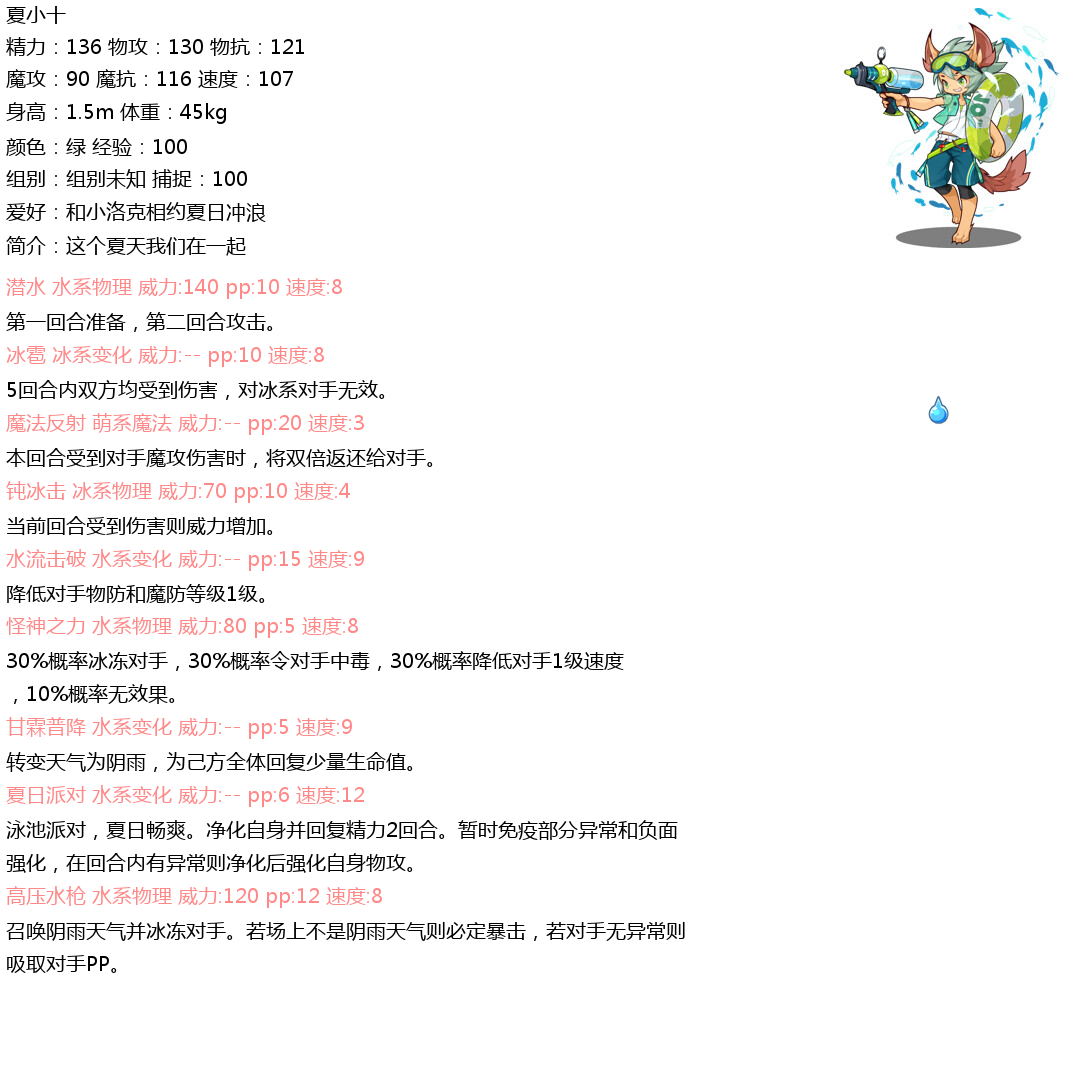 夏小十
精力：136 物攻：130 物抗：121
魔攻：90 魔抗：116 速度：107
身高：1.5m 体重：45kg
颜色：绿 经验：100
组别：组别未知 捕捉：100
爱好：和小洛克相约夏日冲浪
简介：这个夏天我们在一起
潜水 水系物理 威力:140 pp:10 速度:8
第一回合准备，第二回合攻击。
冰雹 冰系变化 威力:-- pp:10 速度:8
5回合内双方均受到伤害，对冰系对手无效。
魔法反射 萌系魔法 威力:-- pp:20 速度:3
本回合受到对手魔攻伤害时，将双倍返还给对手。
钝冰击 冰系物理 威力:70 pp:10 速度:4
当前回合受到伤害则威力增加。
水流击破 水系变化 威力:-- pp:15 速度:9
降低对手物防和魔防等级1级。
怪神之力 水系物理 威力:80 pp:5 速度:8
30%概率冰冻对手，30%概率令对手中毒，30%概率降低对手1级速度
，10%概率无效果。
甘霖普降 水系变化 威力:-- pp:5 速度:9
转变天气为阴雨，为己方全体回复少量生命值。
夏日派对 水系变化 威力:-- pp:6 速度:12
泳池派对，夏日畅爽。净化自身并回复精力2回合。暂时免疫部分异常和负面
强化，在回合内有异常则净化后强化自身物攻。
高压水枪 水系物理 威力:120 pp:12 速度:8
召唤阴雨天气并冰冻对手。若场上不是阴雨天气则必定暴击，若对手无异常则
吸取对手PP。